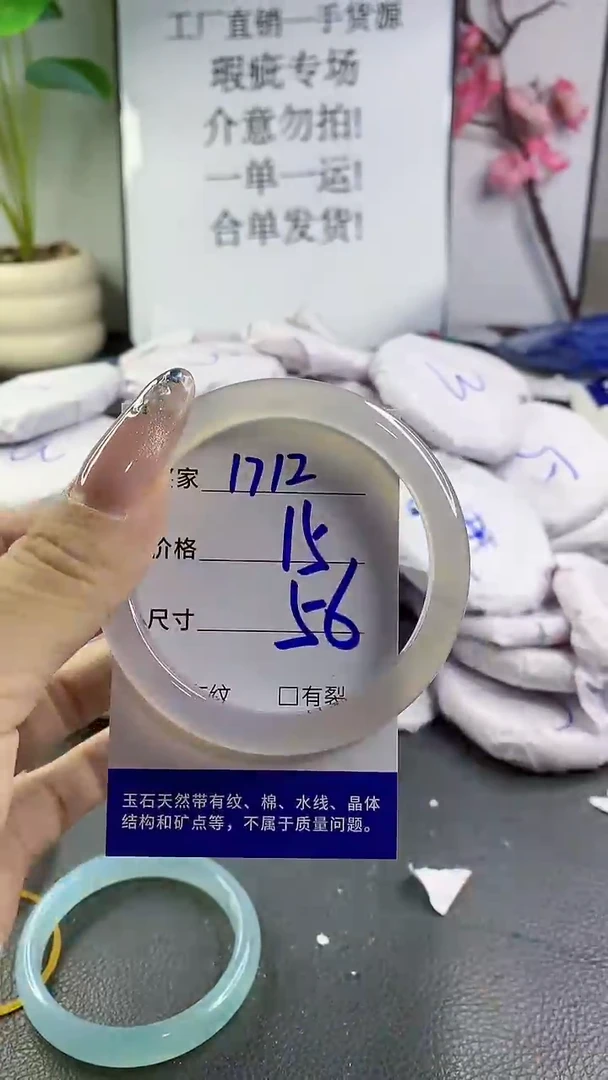 工厂直销一手货源
瑕疵专场
介意勿拍!
一单一运!
合单发货!
家 1712
价格 15
尺寸 56
纹 □有裂
玉石天然带有纹、棉、水线、晶体
结构和矿点等，不属于质量问题。